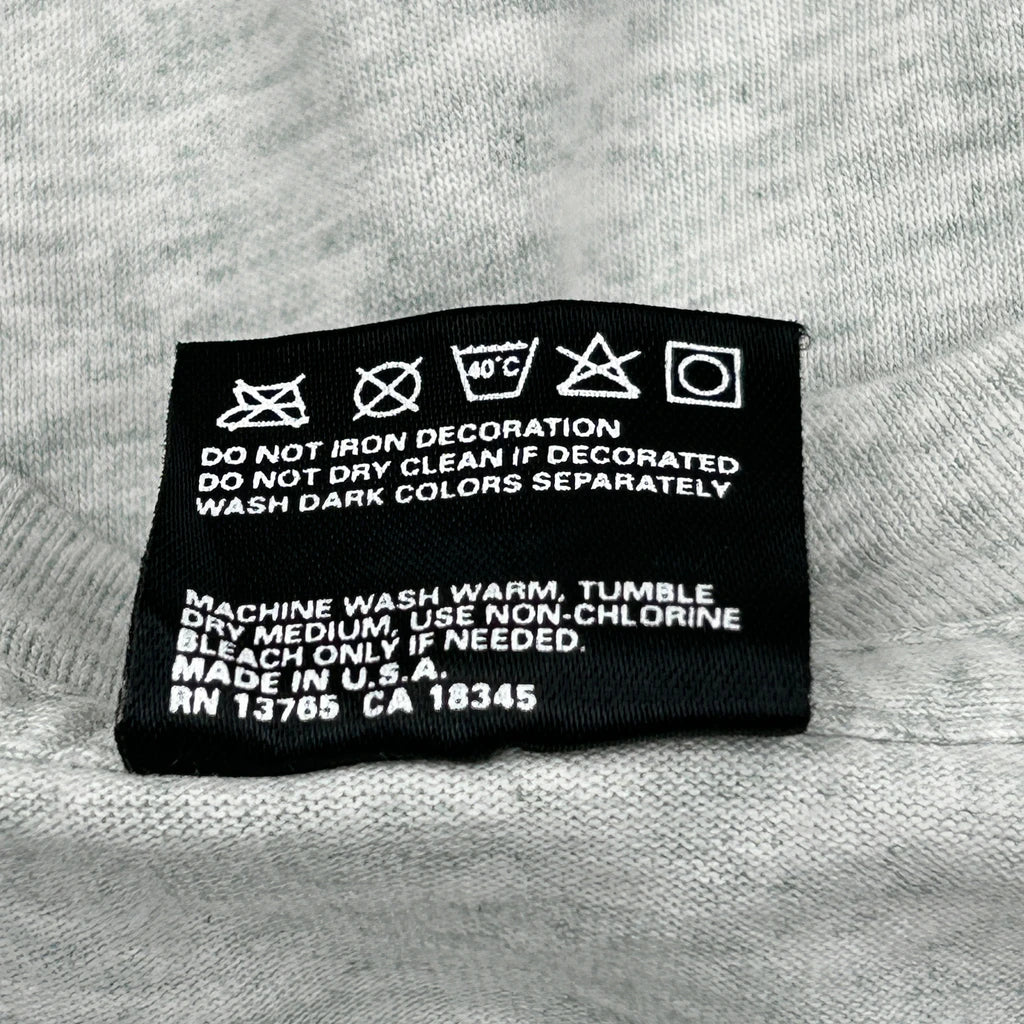 40°C
DO NOT IRON DECORATION
DO NOT DRY CLEAN IF DECORATED
WASH DARK COLORS SEPARATELY
MACHINE WASH WARM, TUMBLE
DRY MEDIUM, USE NON-CHLORINE
BLEACH ONLY IF NEEDED.
MADE IN U.S.A.
RN 13765 CA 18345